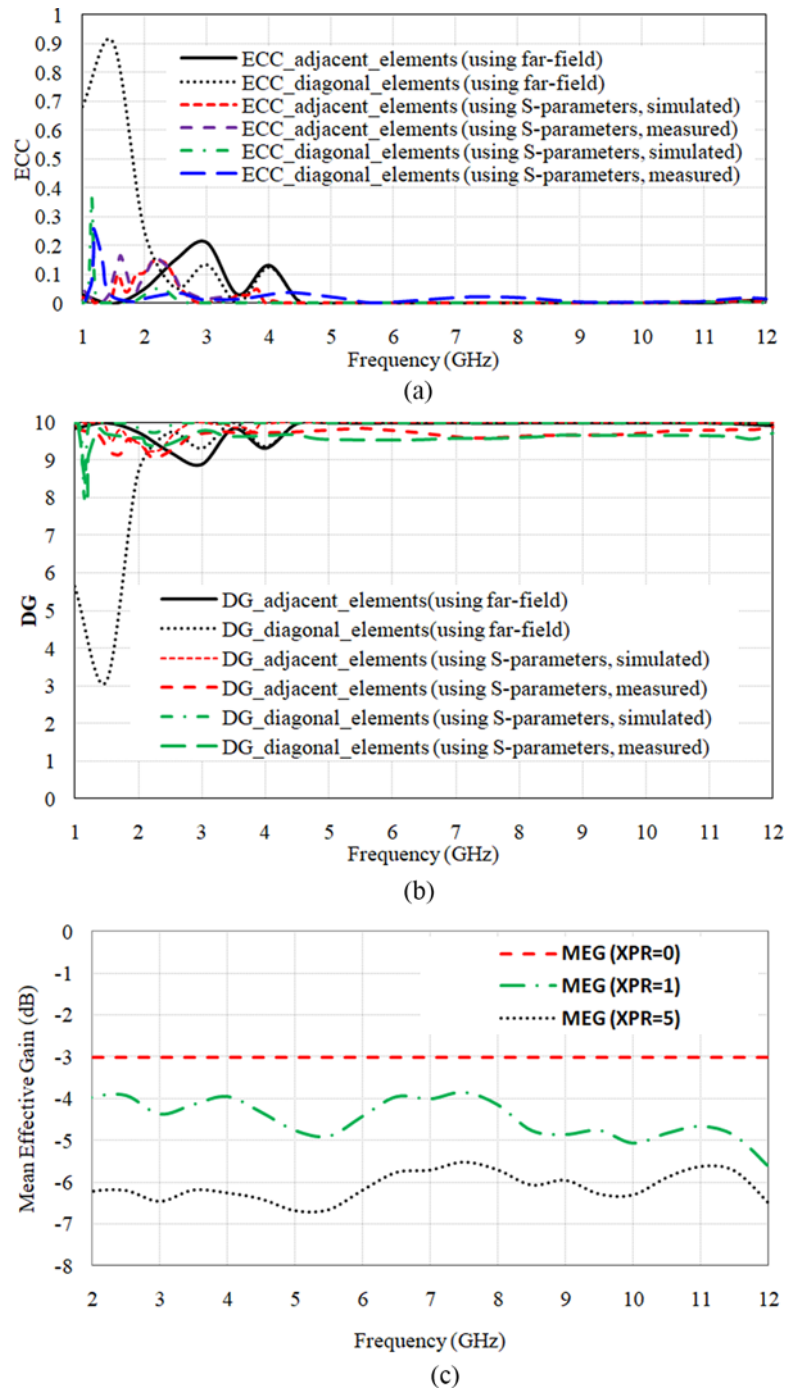 1
0.9
0.8
0.7
0.6
0.5
0.4
0.3
0.2
0.1
0
ECC
ECC_adjacent_elements (using far-field)
ECC_diagonal_elements (using far-field)
ECC_adjacent_elements (using S-parameters, simulated)
ECC_adjacent_elements (using S-parameters, measured)
ECC_diagonal_elements (using S-parameters, simulated)
ECC_diagonal_elements (using S-parameters, measured)
1 2 3 4 5 6 7 8 9 10 11 12
Frequency (GHz)
(a)
10
9
8
7
6
5
4
3
2
1
0
DG
DG_adjacent_elements(using far-field)
DG_diagonal_elements(using far-field)
DG_adjacent_elements (using S-parameters, simulated)
DG_adjacent_elements (using S-parameters, measured)
DG_diagonal_elements (using S-parameters, simulated)
DG_diagonal_elements (using S-parameters, measured)
1 2 3 4 5 6 7 8 9 10 11 12
Frequency (GHz)
(b)
0
-1
-2
-3
-4
-5
-6
-7
-8
Mean Effective Gain (dB)
MEG (XPR=0)
MEG (XPR=1)
MEG (XPR=5)
2 3 4 5 6 7 8 9 10 11 12
Frequency (GHz)
(c)